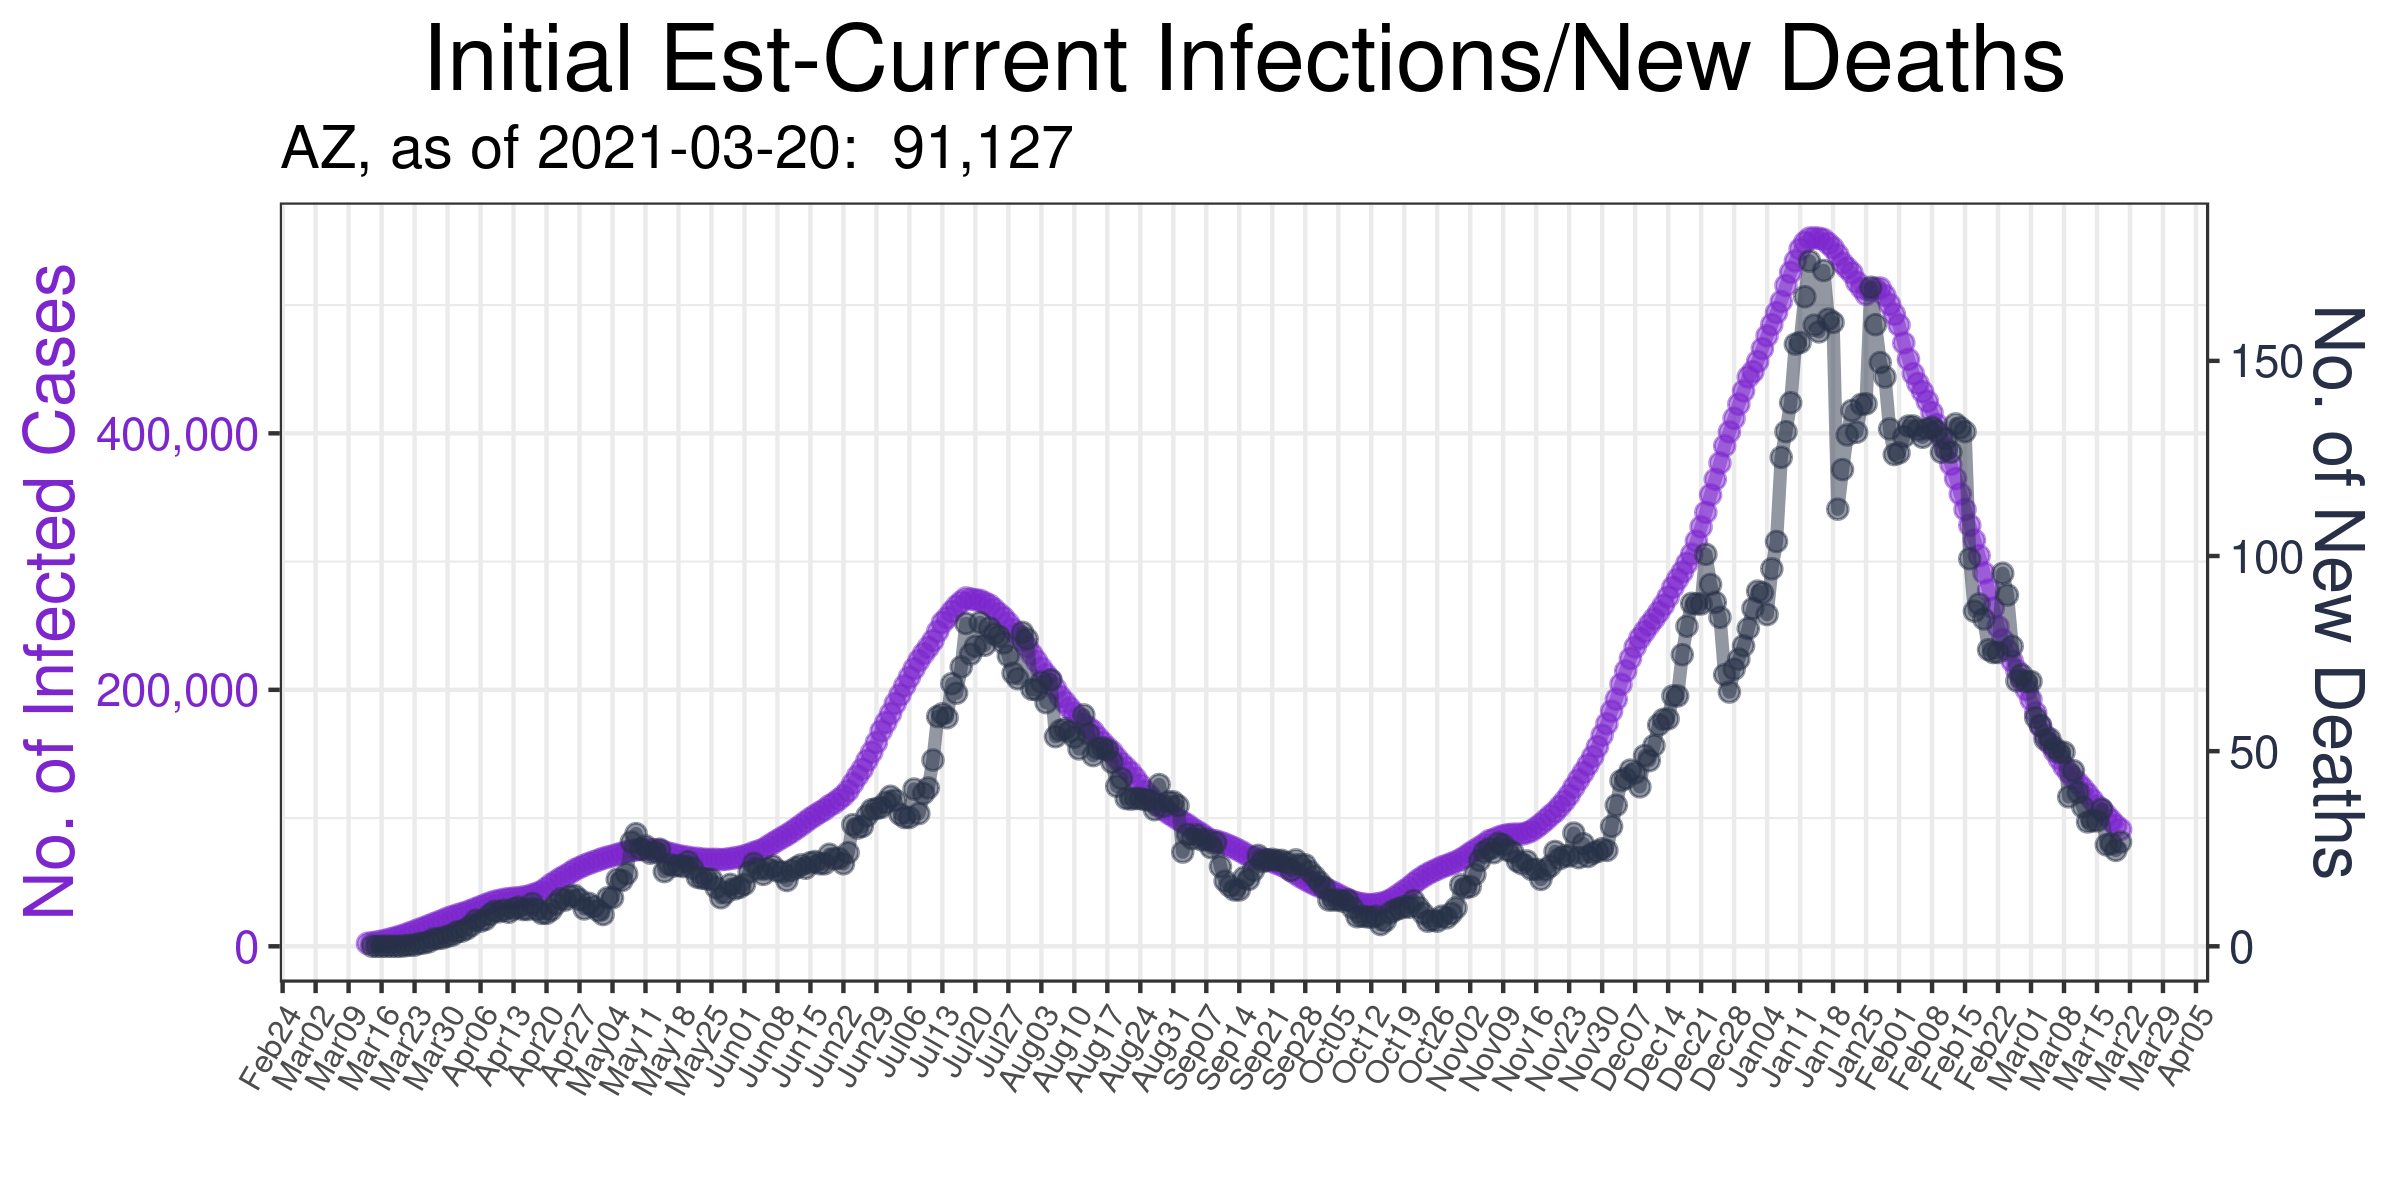 Initial Est-Current Infections/New Deaths
AZ, as of 2021-03-20:  91,127
No. of Infected Cases
400,000
200,000
0
150
100
50
0
No. of New Deaths
Feb24
Mar02
Mar09
Mar16
Mar23
Mar30
Apr06
Apr13
Apr20
Apr27
May04
May11
May18
May25
Jun01
Jun08
Jun15
Jun22
Jun29
Jul06
Jul13
Jul20
Jul27
Aug03
Aug10
Aug17
Aug24
Aug31
Sep07
Sep14
Sep21
Sep28
Oct05
Oct12
Oct19
Oct26
Nov02
Nov09
Nov16
Nov23
Nov30
Dec07
Dec14
Dec21
Dec28
Jan04
Jan11
Jan18
Jan25
Feb01
Feb08
Feb15
Feb22
Mar01
Mar08
Mar15
Mar22
Mar29
Apr05